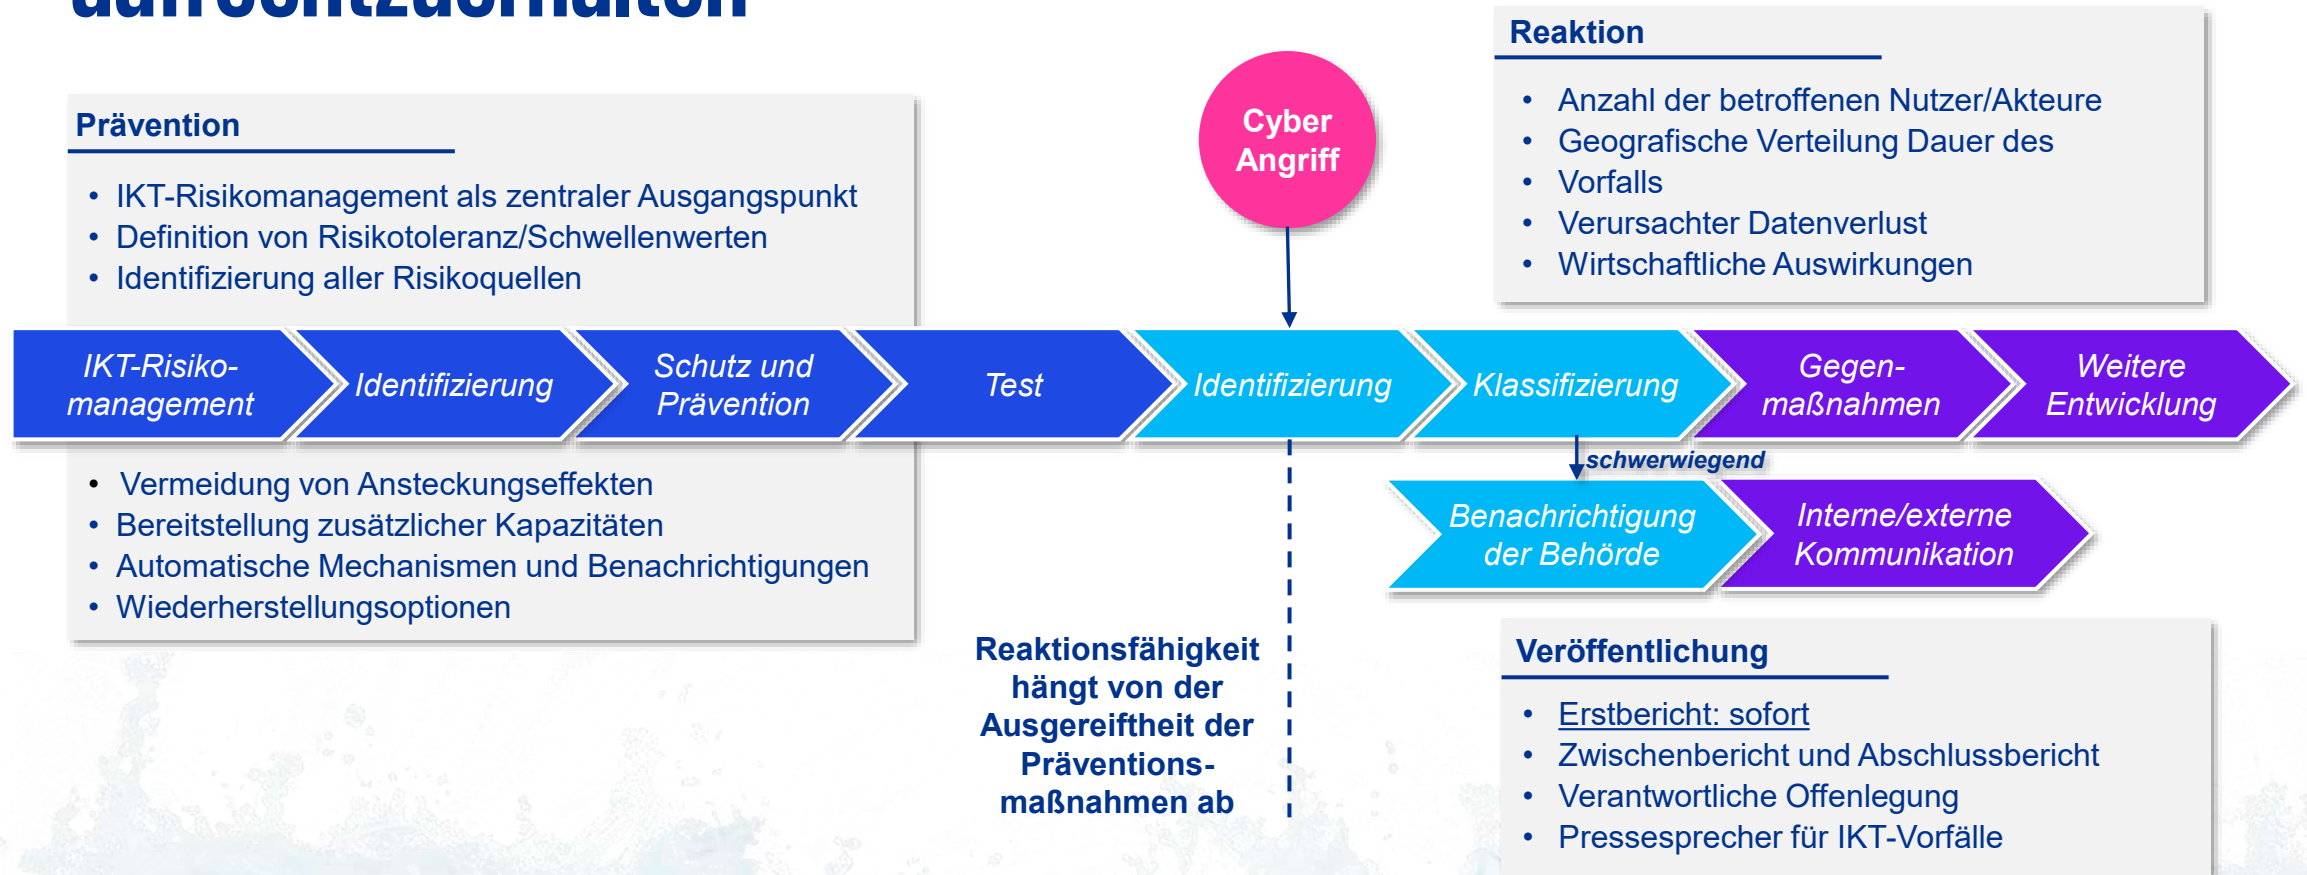 aufrechtzuerhalten
Prävention
• IKT-Risikomanagement als zentraler Ausgangspunkt
• Definition von Risikotoleranz/Schwellenwerten
• Identifizierung aller Risikoquellen
Cyber
Angriff
Reaktion
• Anzahl der betroffenen Nutzer/Akteure
• Geografische Verteilung Dauer des
• Vorfalls
• Verursachter Datenverlust
• Wirtschaftliche Auswirkungen
IKT-Risiko-
management
Identifizierung
Schutz und
Prävention
Test
Identifizierung
Klassifizierung
Gegen-
maßnahmen
Weitere
Entwicklung
schwerwiegend
Benachrichtigung
der Behörde
Interne/externe
Kommunikation
• Vermeidung von Ansteckungseffekten
• Bereitstellung zusätzlicher Kapazitäten
• Automatische Mechanismen und Benachrichtigungen
• Wiederherstellungsoptionen
Reaktionsfähigkeit
hängt von der
Ausgereiftheit der
Präventions-
maßnahmen ab
Veröffentlichung
• Erstbericht: sofort
• Zwischenbericht und Abschlussbericht
• Verantwortliche Offenlegung
• Pressesprecher für IKT-Vorfälle